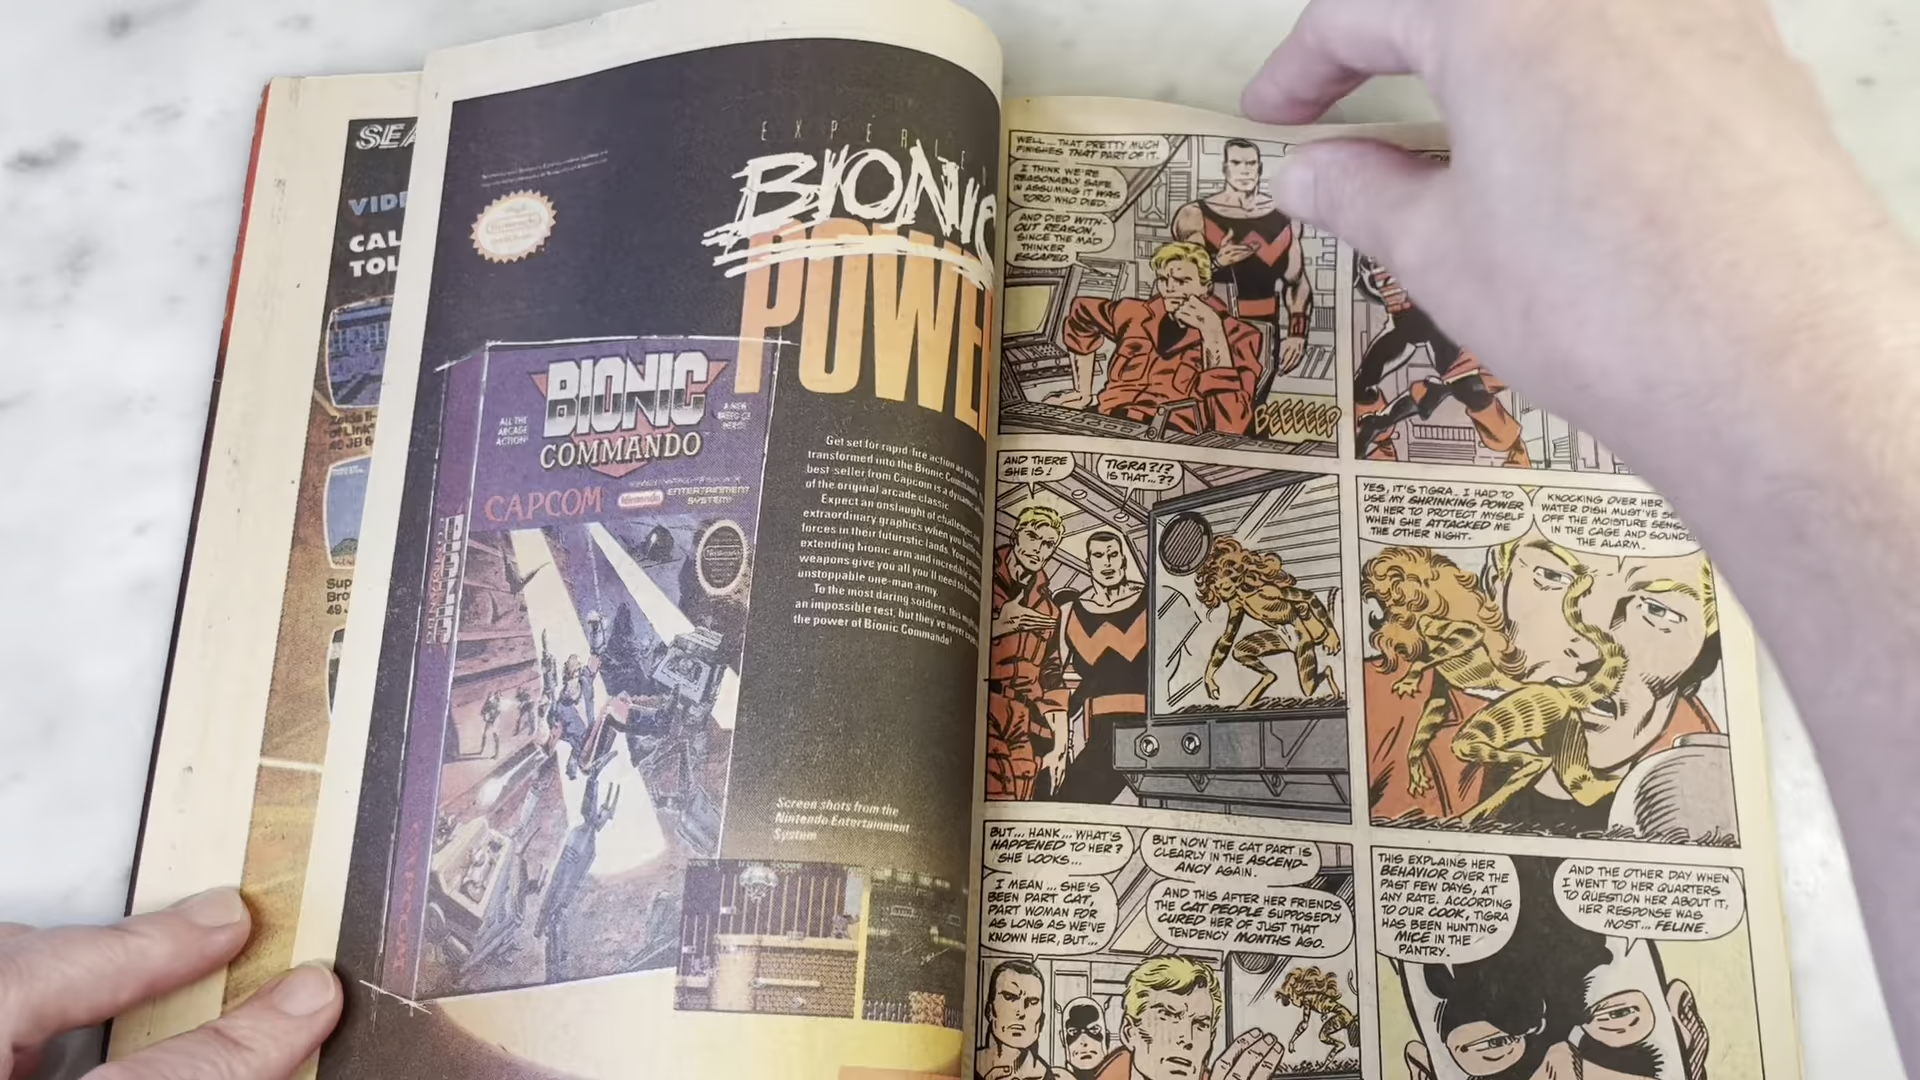 SEA
VIDE
CAL
TOL
BIONIC
POWER
ALL THE
ARCADE
ACTION!
BIONIC
COMMANDO
CAPCOM
Nintendo
ENTERTAINMENT
SYSTEM
Get set for rapid-fire action as you're
transformed into the Bionic Commando.
best-seller from Capcom is a dynamic
of the original arcade classic.
Expect an onslaught of challenges and
extraordinary graphics when you battle
forces in their futuristic lands. Your
extending bionic arm and incredible
weapons give you all you'll need to become
unstoppable one-man army.
To the most daring soldiers, this might
an impossible test, but they've never
the power of Bionic Commando!
Screen shots from the
Nintendo Entertainment
System
WELL... THAT PRETTY MUCH
FINISHES THAT PART OF IT.
I THINK WE'RE
REASONABLY SAFE
IN ASSUMING IT WAS
TORO WHO DIED.
AND DIED WITH-
OUT REASON,
SINCE THE MAD
THINKER
ESCAPED.
BEEEEEEP
AND THERE
SHE IS!
TIGRA?!?
IS THAT...??
YES, IT'S TIGRA. I HAD TO
USE MY SHRINKING POWER
ON HER TO PROTECT MYSELF
WHEN SHE ATTACKED ME
THE OTHER NIGHT.
KNOCKING OVER HER
WATER DISH MUST'VE SE
OFF THE MOISTURE SENSO
IN THE CAGE AND SOUNDE
THE ALARM.
BUT... HANK... WHAT'S
HAPPENED TO HER?
SHE LOOKS...
I MEAN... SHE'S
BEEN PART CAT,
PART WOMAN FOR
AS LONG AS WE'VE
KNOWN HER, BUT...
BUT NOW THE CAT PART IS
CLEARLY IN THE ASCEND-
ANCY AGAIN.
AND THIS AFTER HER FRIENDS
THE CAT PEOPLE SUPPOSEDLY
CURED HER OF JUST THAT
TENDENCY MONTHS AGO.
THIS EXPLAINS HER
BEHAVIOR OVER THE
PAST FEW DAYS, AT
ANY RATE. ACCORDING
TO OUR COOK, TIGRA
HAS BEEN HUNTING
MICE IN THE
PANTRY.
AND THE OTHER DAY WHEN
I WENT TO HER QUARTERS
TO QUESTION HER ABOUT IT,
HER RESPONSE WAS
MOST... FELINE.